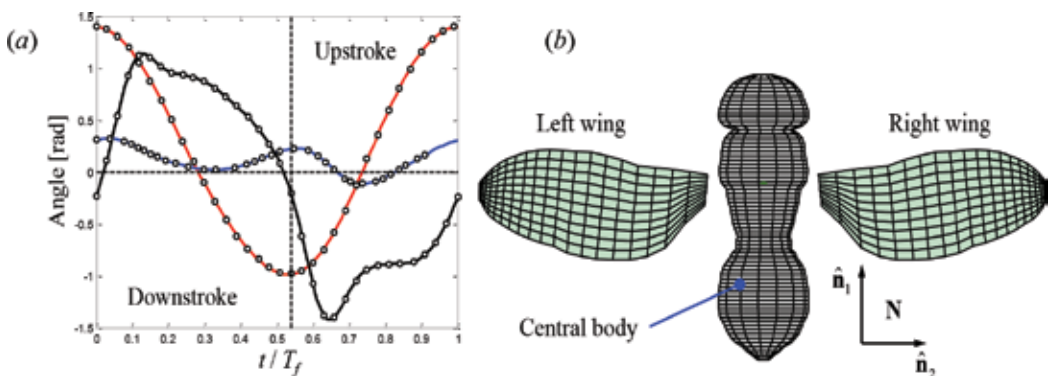 (a)
1.5
1
0.5
0
-0.5
-1
-1.5
Angle [rad]
Upstroke
Downstroke
0 0.1 0.2 0.3 0.4 0.5 0.6 0.7 0.8 0.9 1
t / T_f
(b)
Left wing
Right wing
Central body
n̂₁
N
n̂₂